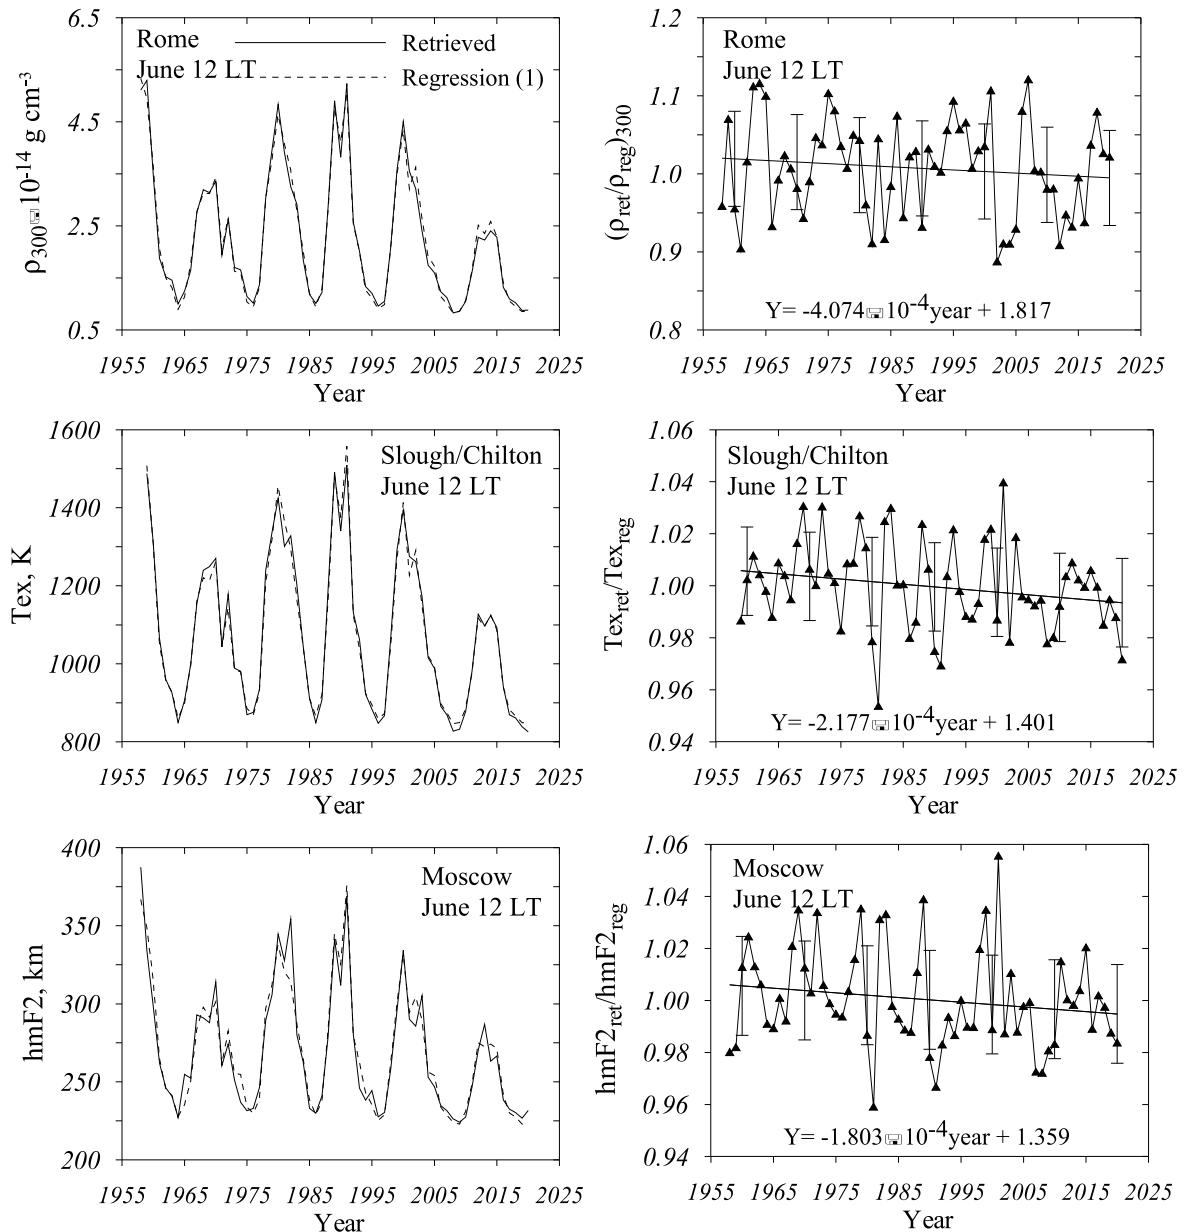 6.5
4.5
2.5
0.5
ρ300 10-14 g cm-3
Rome
June 12 LT
Retrieved
Regression (1)
1955 1965 1975 1985 1995 2005 2015 2025
Year
1.2
1.1
1.0
0.9
0.8
(ρret/ρreg)300
Rome
June 12 LT
Y= -4.074 10-4year + 1.817
1955 1965 1975 1985 1995 2005 2015 2025
Year
1600
1400
1200
1000
800
Tex, K
Slough/Chilton
June 12 LT
1955 1965 1975 1985 1995 2005 2015 2025
Year
1.06
1.04
1.02
1.00
0.98
0.96
0.94
Texret/Texreg
Slough/Chilton
June 12 LT
Y= -2.177 10-4year + 1.401
1955 1965 1975 1985 1995 2005 2015 2025
Year
400
350
300
250
200
hmF2, km
Moscow
June 12 LT
1955 1965 1975 1985 1995 2005 2015 2025
Year
1.06
1.04
1.02
1.00
0.98
0.96
0.94
hmF2ret/hmF2reg
Moscow
June 12 LT
Y= -1.803 10-4year + 1.359
1955 1965 1975 1985 1995 2005 2015 2025
Year